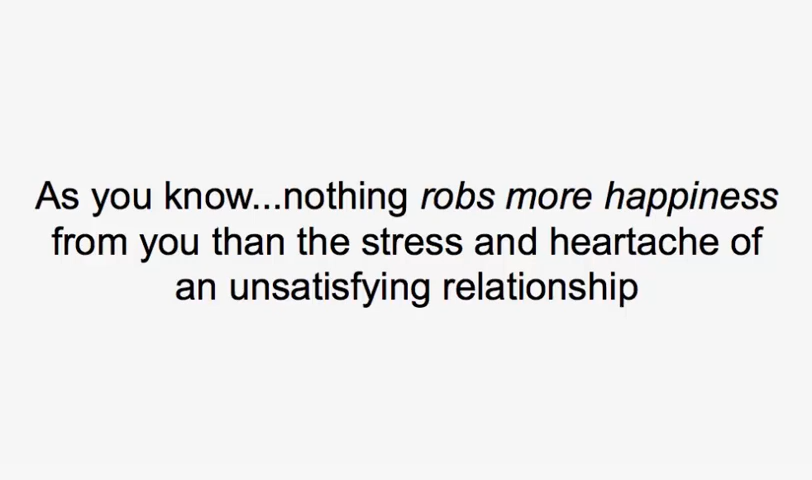 As you know...nothing robs more happiness
from you than the stress and heartache of
an unsatisfying relationship